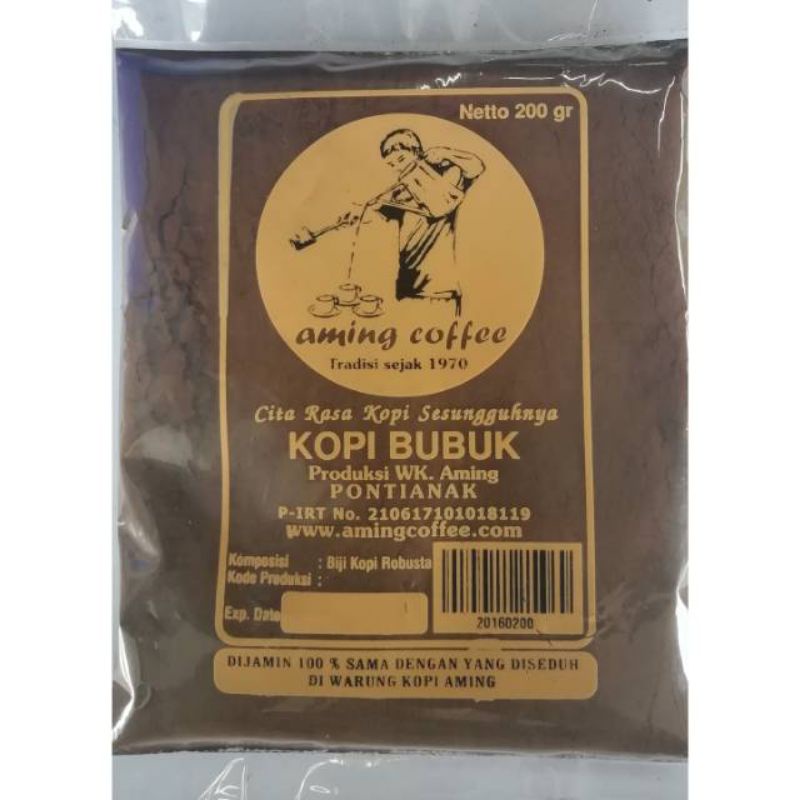 Netto 200 gr
aming coffee
Tradisi sejak 1970
Cita Rasa Kopi Sesungguhnya
KOPI BUBUK
Produksi WK. Aming
PONTIANAK
P-IRT No. 210617101018119
www.amingcoffee.com
Komposisi : Biji Kopi Robusta
Kode Produksi :
Exp. Date
20160200
DIJAMIN 100 % SAMA DENGAN YANG DISEDUH
DI WARUNG KOPI AMING